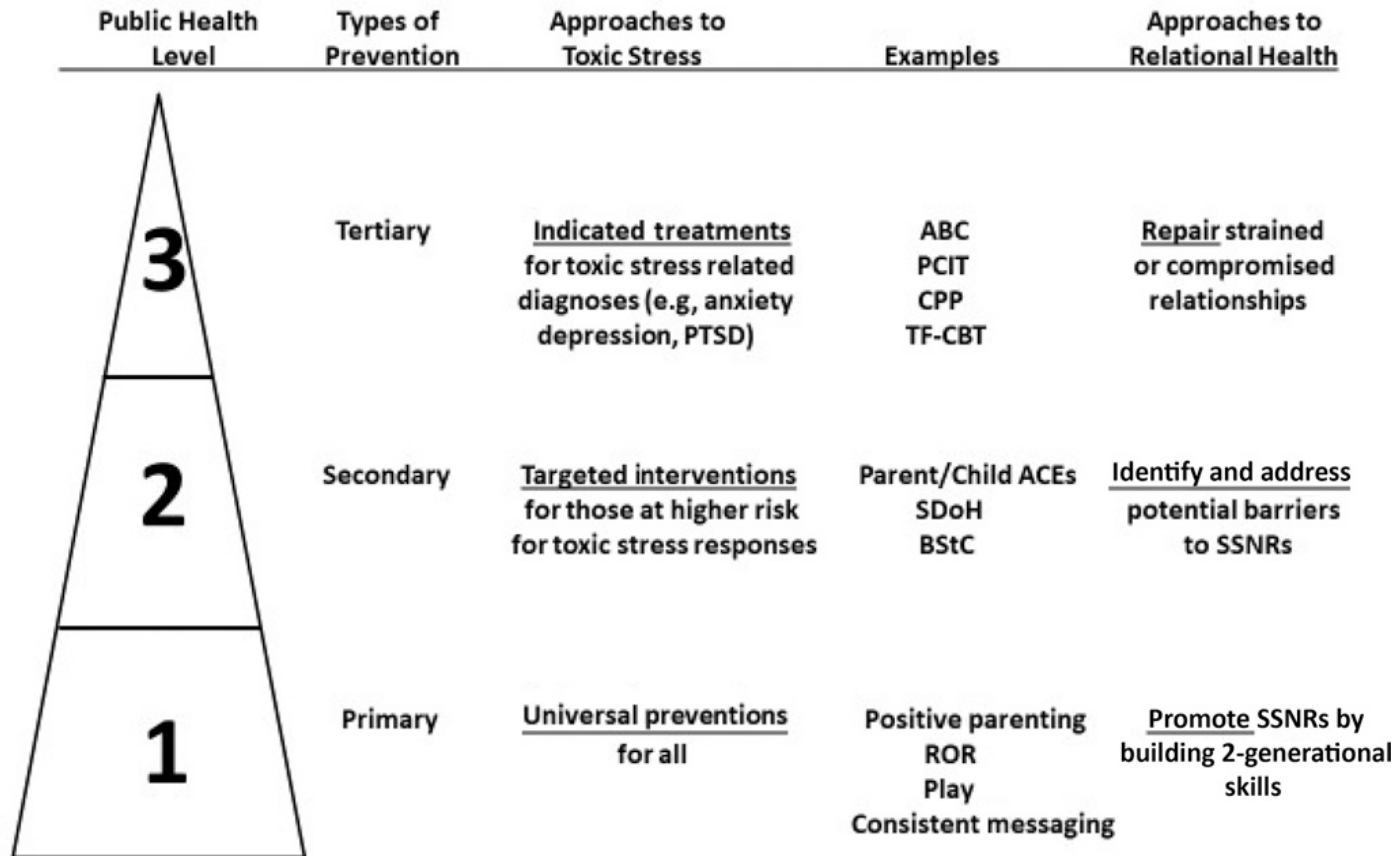 Public Health Level
Types of Prevention
Approaches to Toxic Stress
Examples
Approaches to Relational Health
3
Tertiary
Indicated treatments
for toxic stress related
diagnoses (e.g, anxiety
depression, PTSD)
ABC
PCIT
CPP
TF-CBT
Repair strained
or compromised
relationships
2
Secondary
Targeted interventions
for those at higher risk
for toxic stress responses
Parent/Child ACEs
SDoH
BStC
Identify and address
potential barriers
to SSNRs
1
Primary
Universal preventions
for all
Positive parenting
ROR
Play
Consistent messaging
Promote SSNRs by
building 2-generational
skills